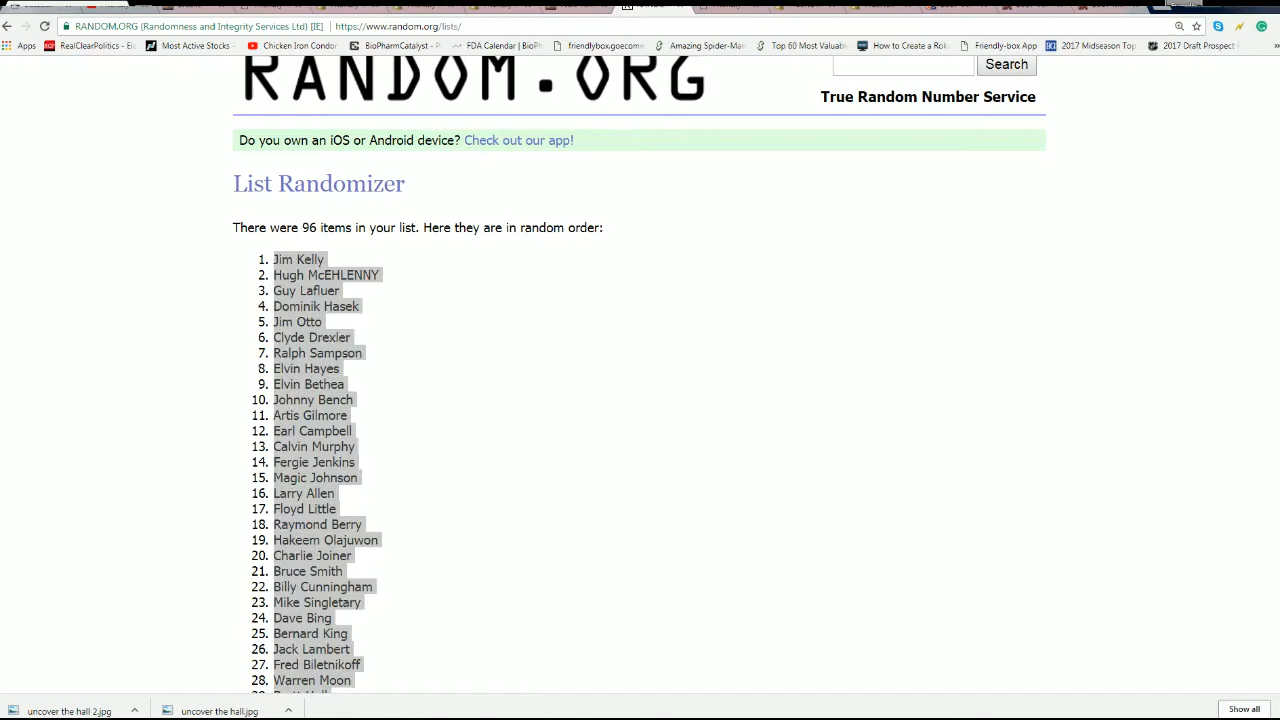 RANDOM.ORG (Randomness and Integrity Services Ltd) [IE] https://www.random.org/lists/
Apps RealClearPolitics - Ele Most Active Stocks - Chicken Iron Condor BioPharmCatalyst - P FDA Calendar | BioPh friendlybox.goecomm Amazing Spider-Man Top 60 Most Valuabl How to Create a Rol Friendly-box App 2017 Midseason Top 2017 Draft Prospect
RANDOM.ORG
Search
True Random Number Service
Do you own an iOS or Android device? Check out our app!
List Randomizer
There were 96 items in your list. Here they are in random order:
1. Jim Kelly
2. Hugh McEHLENNY
3. Guy Lafluer
4. Dominik Hasek
5. Jim Otto
6. Clyde Drexler
7. Ralph Sampson
8. Elvin Hayes
9. Elvin Bethea
10. Johnny Bench
11. Artis Gilmore
12. Earl Campbell
13. Calvin Murphy
14. Fergie Jenkins
15. Magic Johnson
16. Larry Allen
17. Floyd Little
18. Raymond Berry
19. Hakeem Olajuwon
20. Charlie Joiner
21. Bruce Smith
22. Billy Cunningham
23. Mike Singletary
24. Dave Bing
25. Bernard King
26. Jack Lambert
27. Fred Biletnikoff
28. Warren Moon
uncover the hall 2.jpg uncover the hall.jpg Show all